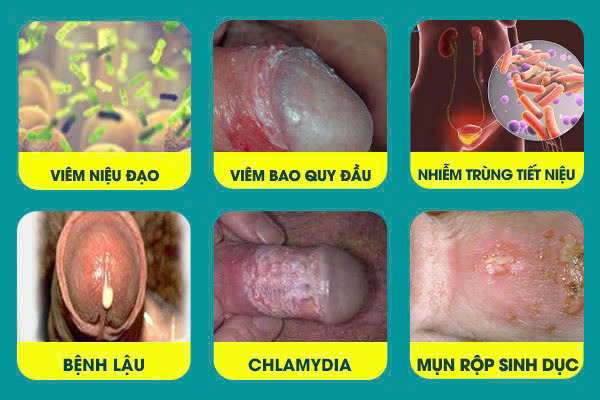 VIÊM NIỆU ĐẠO
VIÊM BAO QUY ĐẦU
NHIỄM TRÙNG TIẾT NIỆU
BỆNH LẬU
CHLAMYDIA
MỤN RỘP SINH DỤC